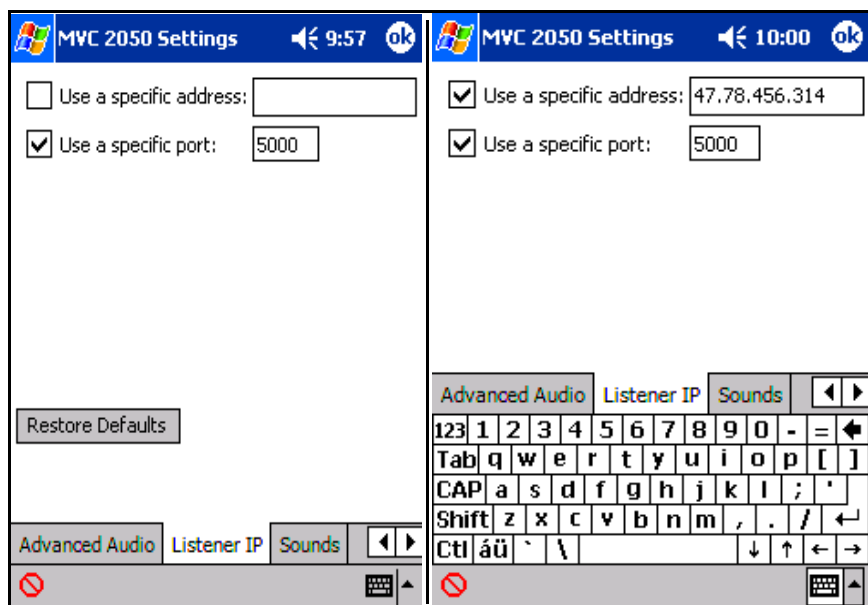 MVC 2050 Settings 9:57 ok
Use a specific address:
Use a specific port: 5000
Restore Defaults
Advanced Audio Listener IP Sounds
MVC 2050 Settings 10:00 ok
Use a specific address: 47.78.456.314
Use a specific port: 5000
Advanced Audio Listener IP Sounds
123 1 2 3 4 5 6 7 8 9 0 - =
Tab q w e r t y u i o p [ ]
CAP a s d f g h j k l ; '
Shift z x c v b n m , . /
Ctl áü ` \ ↓ ↑ ← →